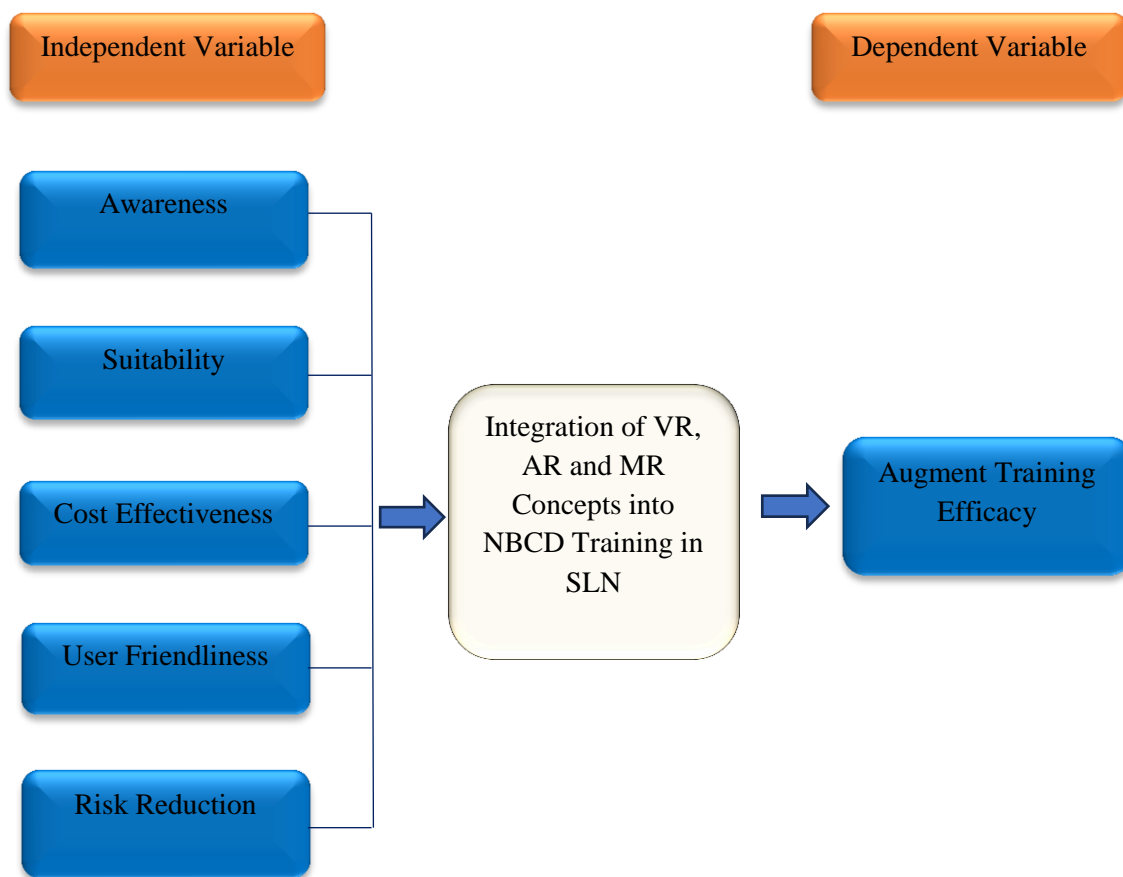 Independent Variable
Dependent Variable
Awareness
Suitability
Cost Effectiveness
User Friendliness
Risk Reduction
Integration of VR,
AR and MR
Concepts into
NBCD Training in
SLN
Augment Training
Efficacy